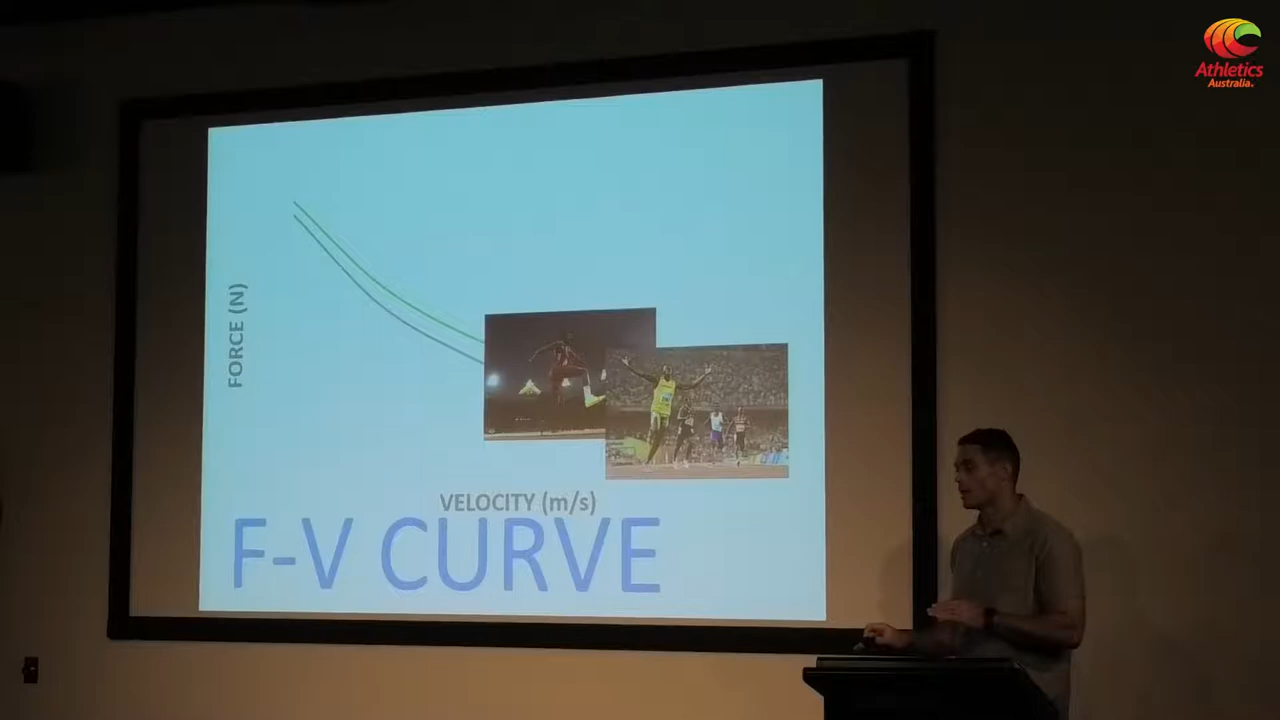 Athletics
Australia.
FORCE (N)
VELOCITY (m/s)
F-V CURVE